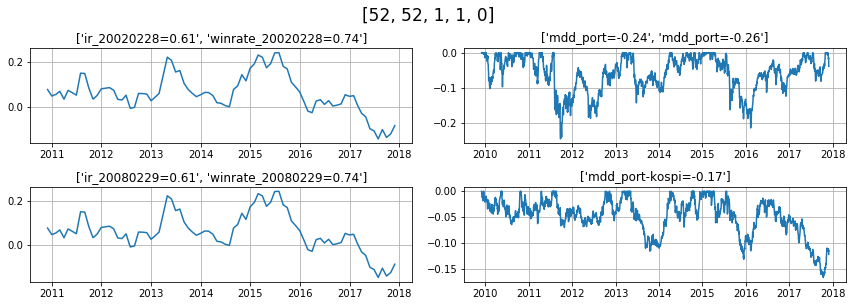 [52, 52, 1, 1, 0]
['ir_20020228=0.61', 'winrate_20020228=0.74']
0.2
0.0
2011 2012 2013 2014 2015 2016 2017 2018
['mdd_port=-0.24', 'mdd_port=-0.26']
0.0
−0.1
−0.2
2010 2011 2012 2013 2014 2015 2016 2017 2018
['ir_20080229=0.61', 'winrate_20080229=0.74']
0.2
0.0
2011 2012 2013 2014 2015 2016 2017 2018
['mdd_port-kospi=-0.17']
0.00
−0.05
−0.10
−0.15
2010 2011 2012 2013 2014 2015 2016 2017 2018